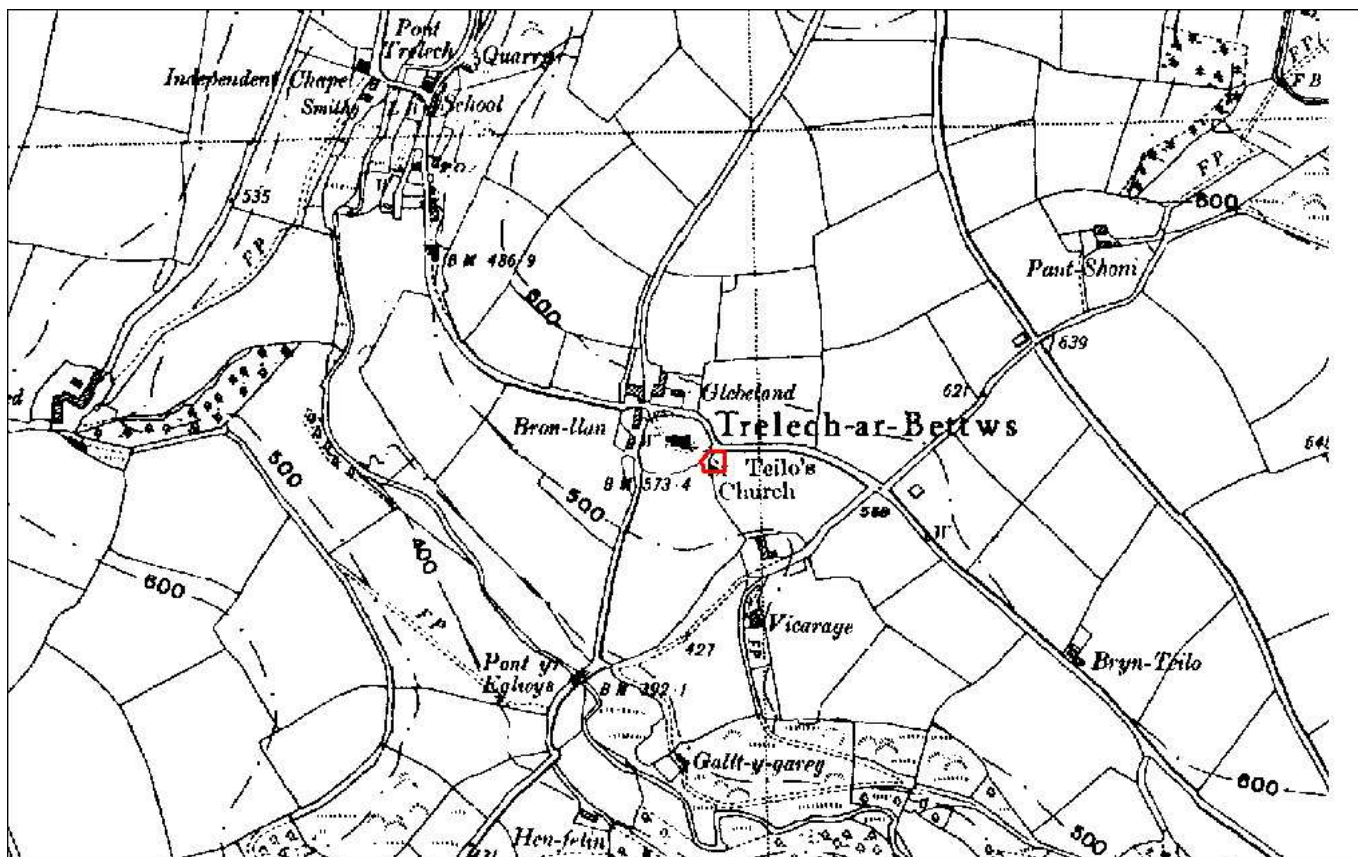 Pont
Trelech
Quarry
Independent Chapel
Smithy
School
F P
F B
535
F P
F P
600
B M 486·9
Pant-Shoni
600
639
Glebeland
621
Bron-llan
Trelech-ar-Bettws
Teilo's
Church
B M 573·4
500
500
W
400
600
F P
Vicarage
FP
427
Bryn-Teilo
Pont yr
Eglwys
B M 392·1
Gallt-y-gareg
600
500
Hen-felin